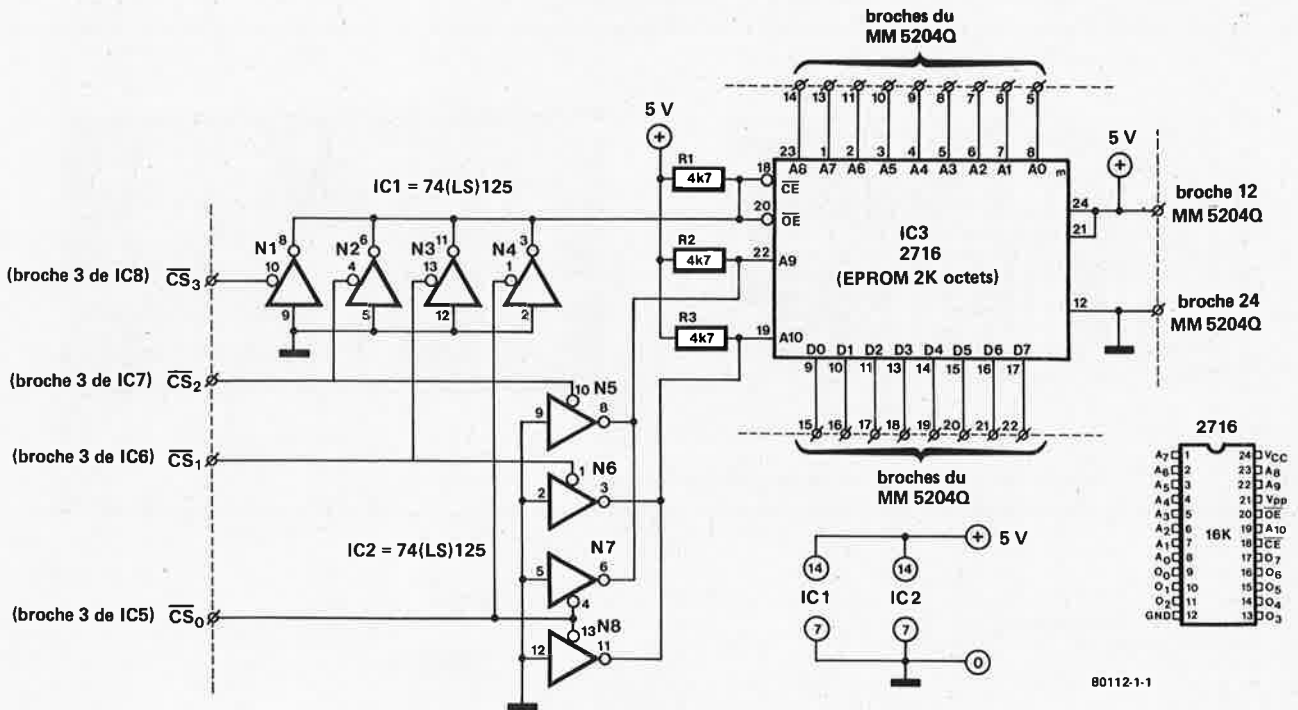 broches du
MM 5204Q
14 13 11 10 9 8 7 6 5
5 V
+
5 V
+
R1
4k7
18
CE
23 1 2 3 4 5 6 7 8
A8 A7 A6 A5 A4 A3 A2 A1 A0
m
IC1 = 74(LS)125
20
OE
24
21
broche 12
MM 5204Q
N1 8 N2 6 N3 11 N4 3
IC3
2716
(EPROM 2K octets)
R2
4k7
22
A9
(broche 3 de IC8) CS3
10 4 13 1
9 5 12 2
12
broche 24
MM 5204Q
R3
4k7
19
A10
D0 D1 D2 D3 D4 D5 D6 D7
9 10 11 13 14 15 16 17
(broche 3 de IC7) CS2
10 N5
9 8
15 16 17 18 19 20 21 22
broches du
MM 5204Q
(broche 3 de IC6) CS1
1 N6
2 3
IC2 = 74(LS)125
N7
5 6
4
(broche 3 de IC5) CS0
13 N8
12 11
+ 5 V
14 14
IC1 IC2
7 7
0
2716
A7 1 24 VCC
A6 2 23 A8
A5 3 22 A9
A4 4 21 Vpp
A3 5 20 OE
A2 6 19 A10
A1 7 16K 18 CE
A0 8 17 O7
O0 9 16 O6
O1 10 15 O5
O2 11 14 O4
GND 12 13 O3
80112-1-1